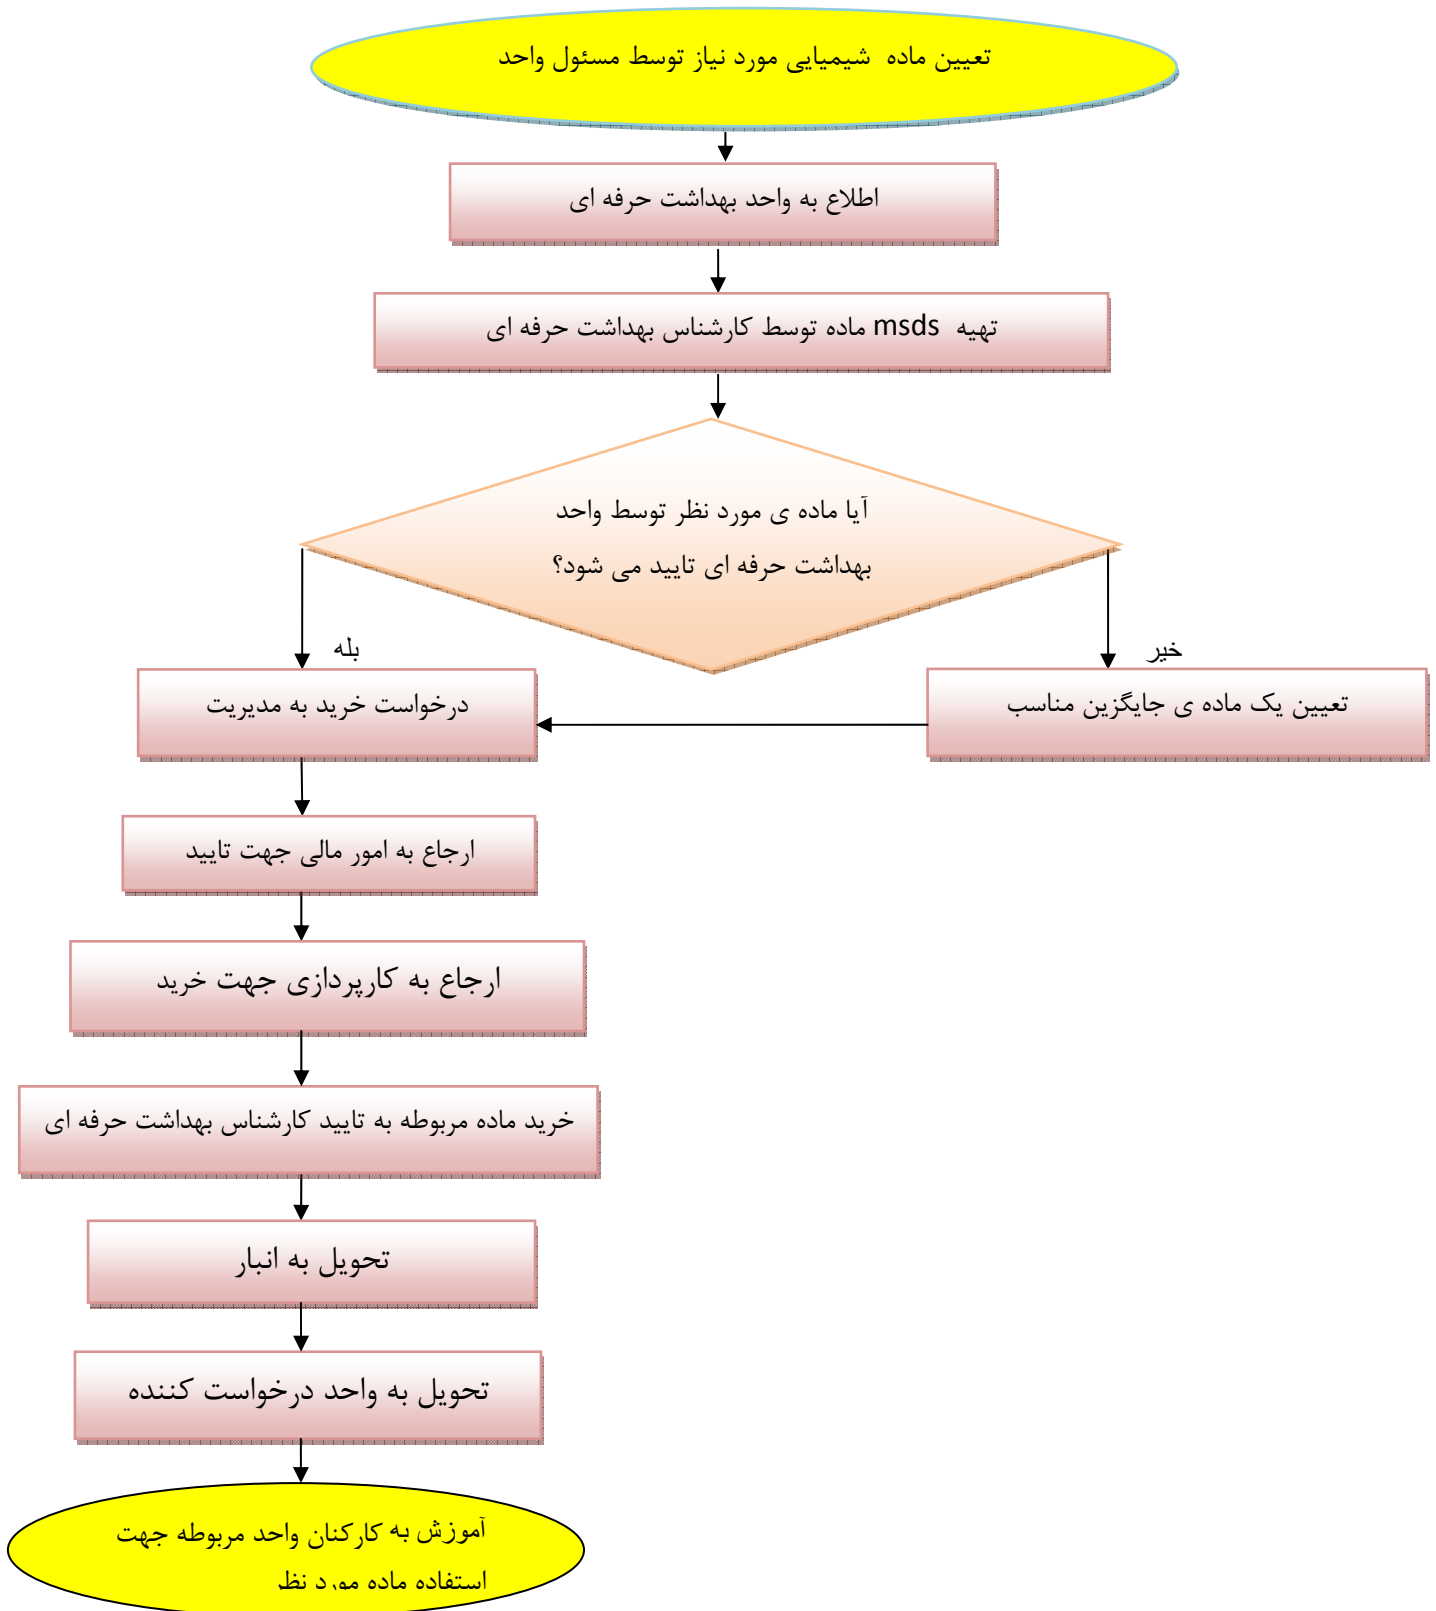 تعیین ماده شیمیایی مورد نیاز توسط مسئول واحد
اطلاع به واحد بهداشت حرفه ای
تهیه msds ماده توسط کارشناس بهداشت حرفه ای
آیا ماده ی مورد نظر توسط واحد
بهداشت حرفه ای تایید می شود؟
خیر
بله
تعیین یک ماده ی جایگزین مناسب
درخواست خرید به مدیریت
ارجاع به امور مالی جهت تایید
ارجاع به کارپردازی جهت خرید
خرید ماده مربوطه به تایید کارشناس بهداشت حرفه ای
تحویل به انبار
تحویل به واحد درخواست کننده
آموزش به کارکنان واحد مربوطه جهت
استفاده ماده مورد نظر